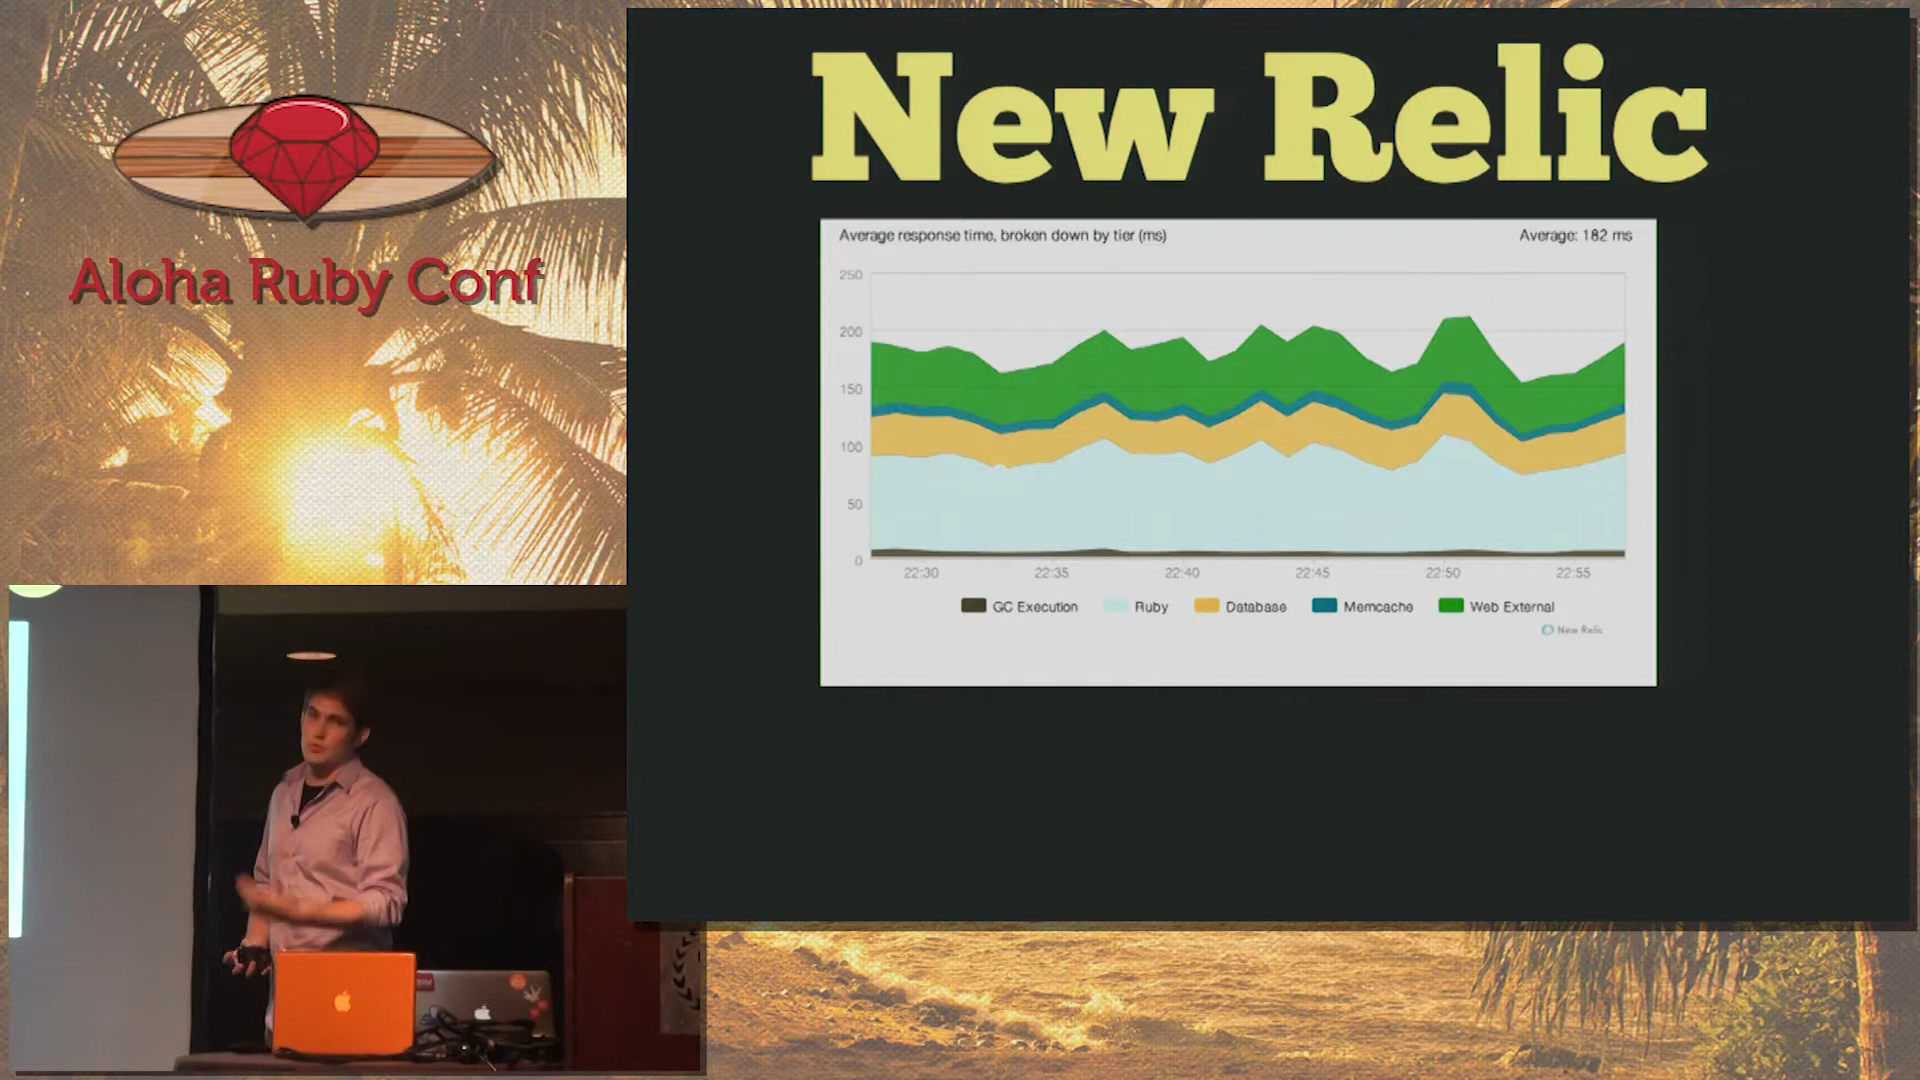 Aloha Ruby Conf
New Relic
Average response time, broken down by tier (ms)
Average: 182 ms
250
200
150
100
50
0
22:30 22:35 22:40 22:45 22:50 22:55
GC Execution Ruby Database Memcache Web External
New Relic